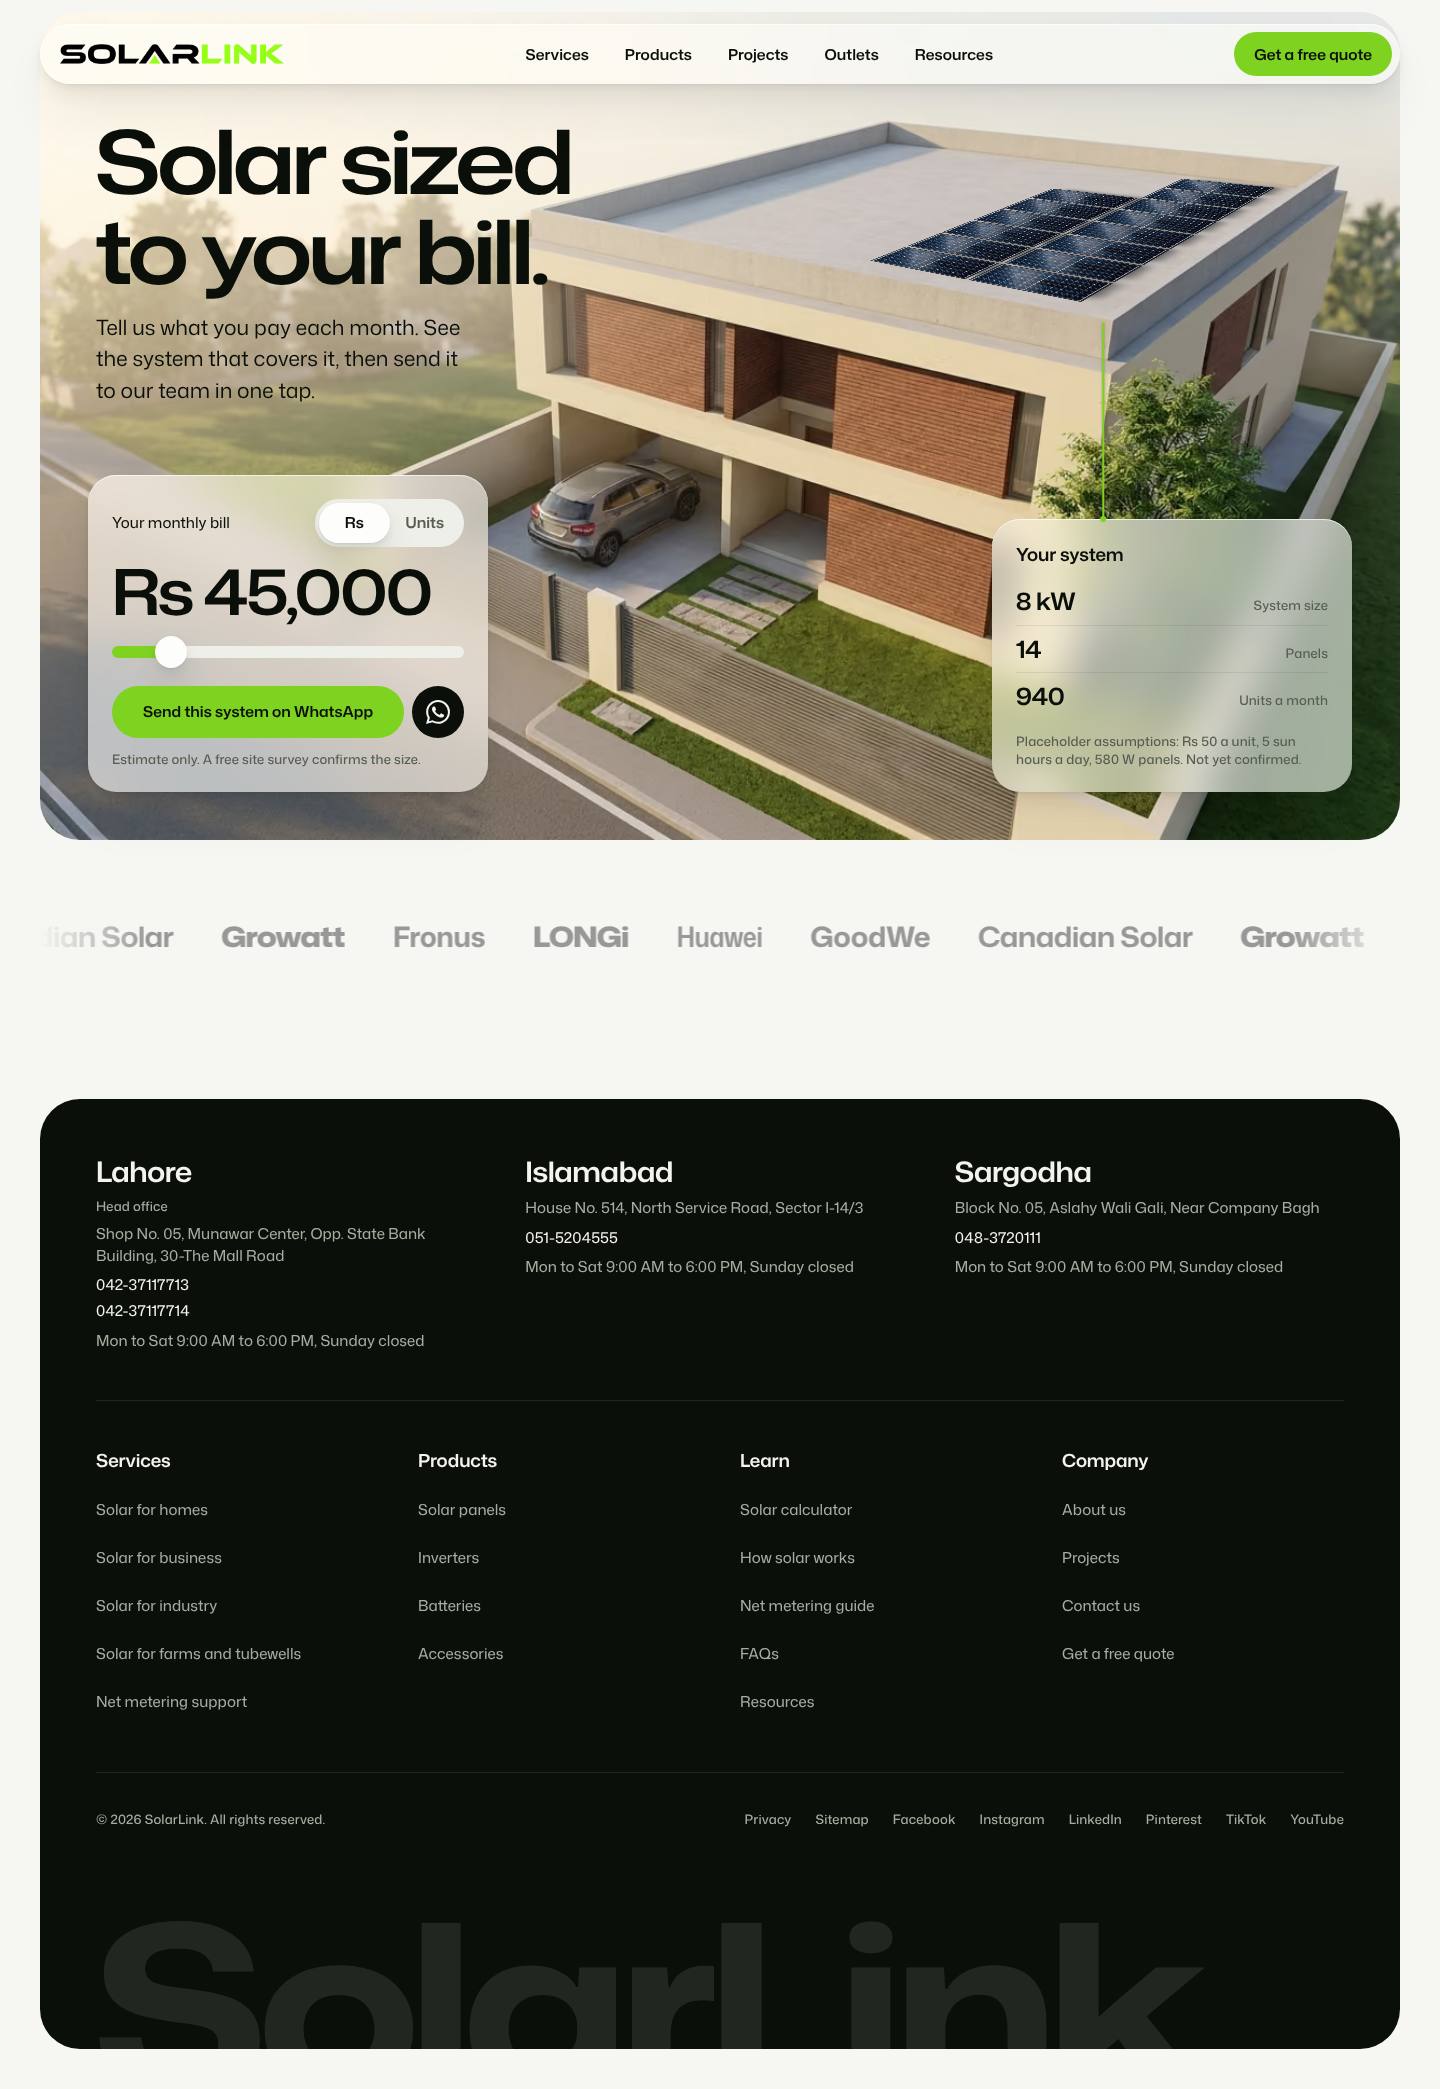 SOLARLINK
Services
Products
Projects
Outlets
Resources
Get a free quote
Solar sized
to your bill.
Tell us what you pay each month. See
the system that covers it, then send it
to our team in one tap.
Your monthly bill
Rs
Units
Rs 45,000
Send this system on WhatsApp
Estimate only. A free site survey confirms the size.
Your system
8 kW
System size
14
Panels
940
Units a month
Placeholder assumptions: Rs 50 a unit, 5 sun
hours a day, 580 W panels. Not yet confirmed.
dian Solar
Growatt
Fronus
LONGi
Huawei
GoodWe
Canadian Solar
Growatt
Lahore
Head office
Shop No. 05, Munawar Center, Opp. State Bank
Building, 30-The Mall Road
042-37117713
042-37117714
Mon to Sat 9:00 AM to 6:00 PM, Sunday closed
Islamabad
House No. 514, North Service Road, Sector I-14/3
051-5204555
Mon to Sat 9:00 AM to 6:00 PM, Sunday closed
Sargodha
Block No. 05, Aslahy Wali Gali, Near Company Bagh
048-3720111
Mon to Sat 9:00 AM to 6:00 PM, Sunday closed
Services
Solar for homes
Solar for business
Solar for industry
Solar for farms and tubewells
Net metering support
Products
Solar panels
Inverters
Batteries
Accessories
Learn
Solar calculator
How solar works
Net metering guide
FAQs
Resources
Company
About us
Projects
Contact us
Get a free quote
© 2026 SolarLink. All rights reserved.
Privacy
Sitemap
Facebook
Instagram
LinkedIn
Pinterest
TikTok
YouTube
SolarLink